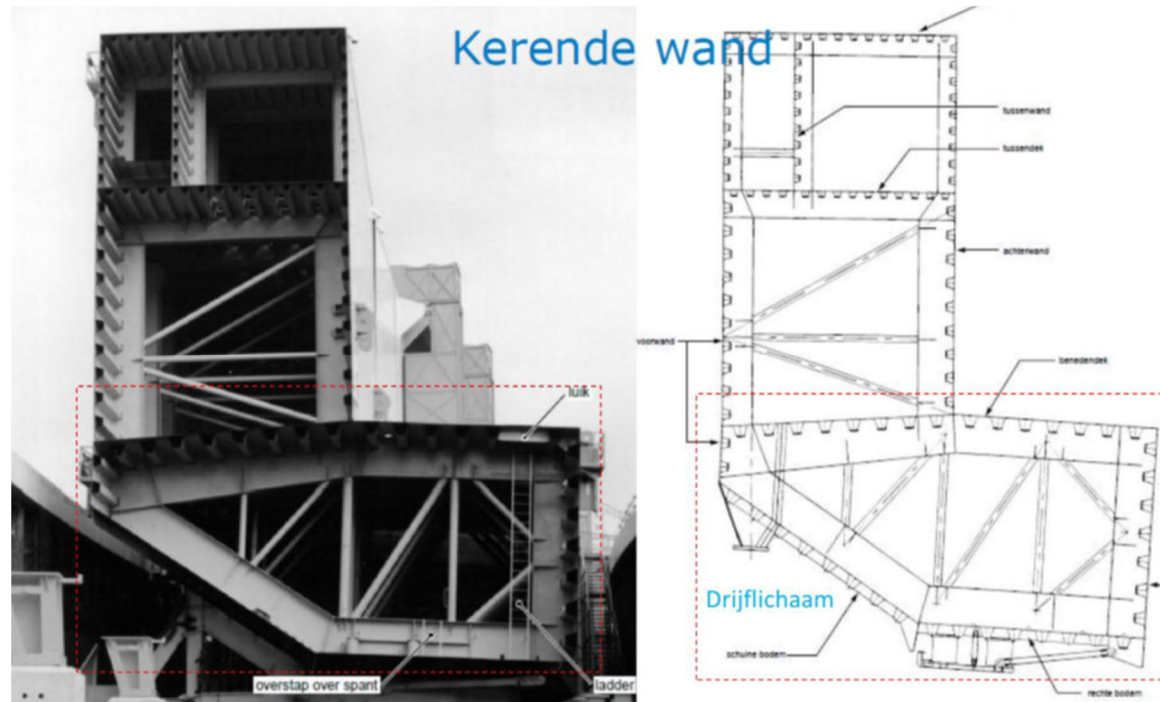 Kerende wand
tussenwand
tussendek
achterwand
voorwand
benedendek
luik
Drijflichaam
schuine bodem
overstap over spant
ladder
rechte bodem